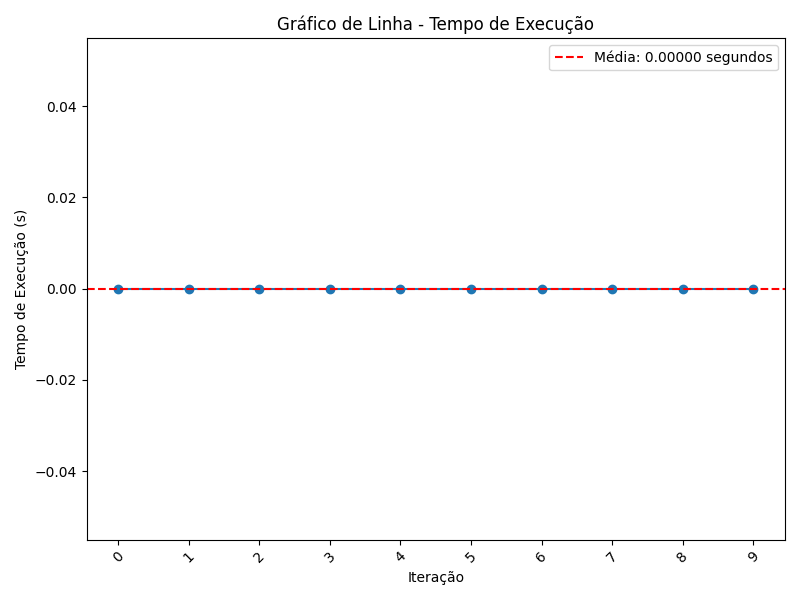 Gráfico de Linha - Tempo de Execução
Média: 0.00000 segundos
Tempo de Execução (s)
0.04
0.02
0.00
−0.02
−0.04
0 1 2 3 4 5 6 7 8 9
Iteração